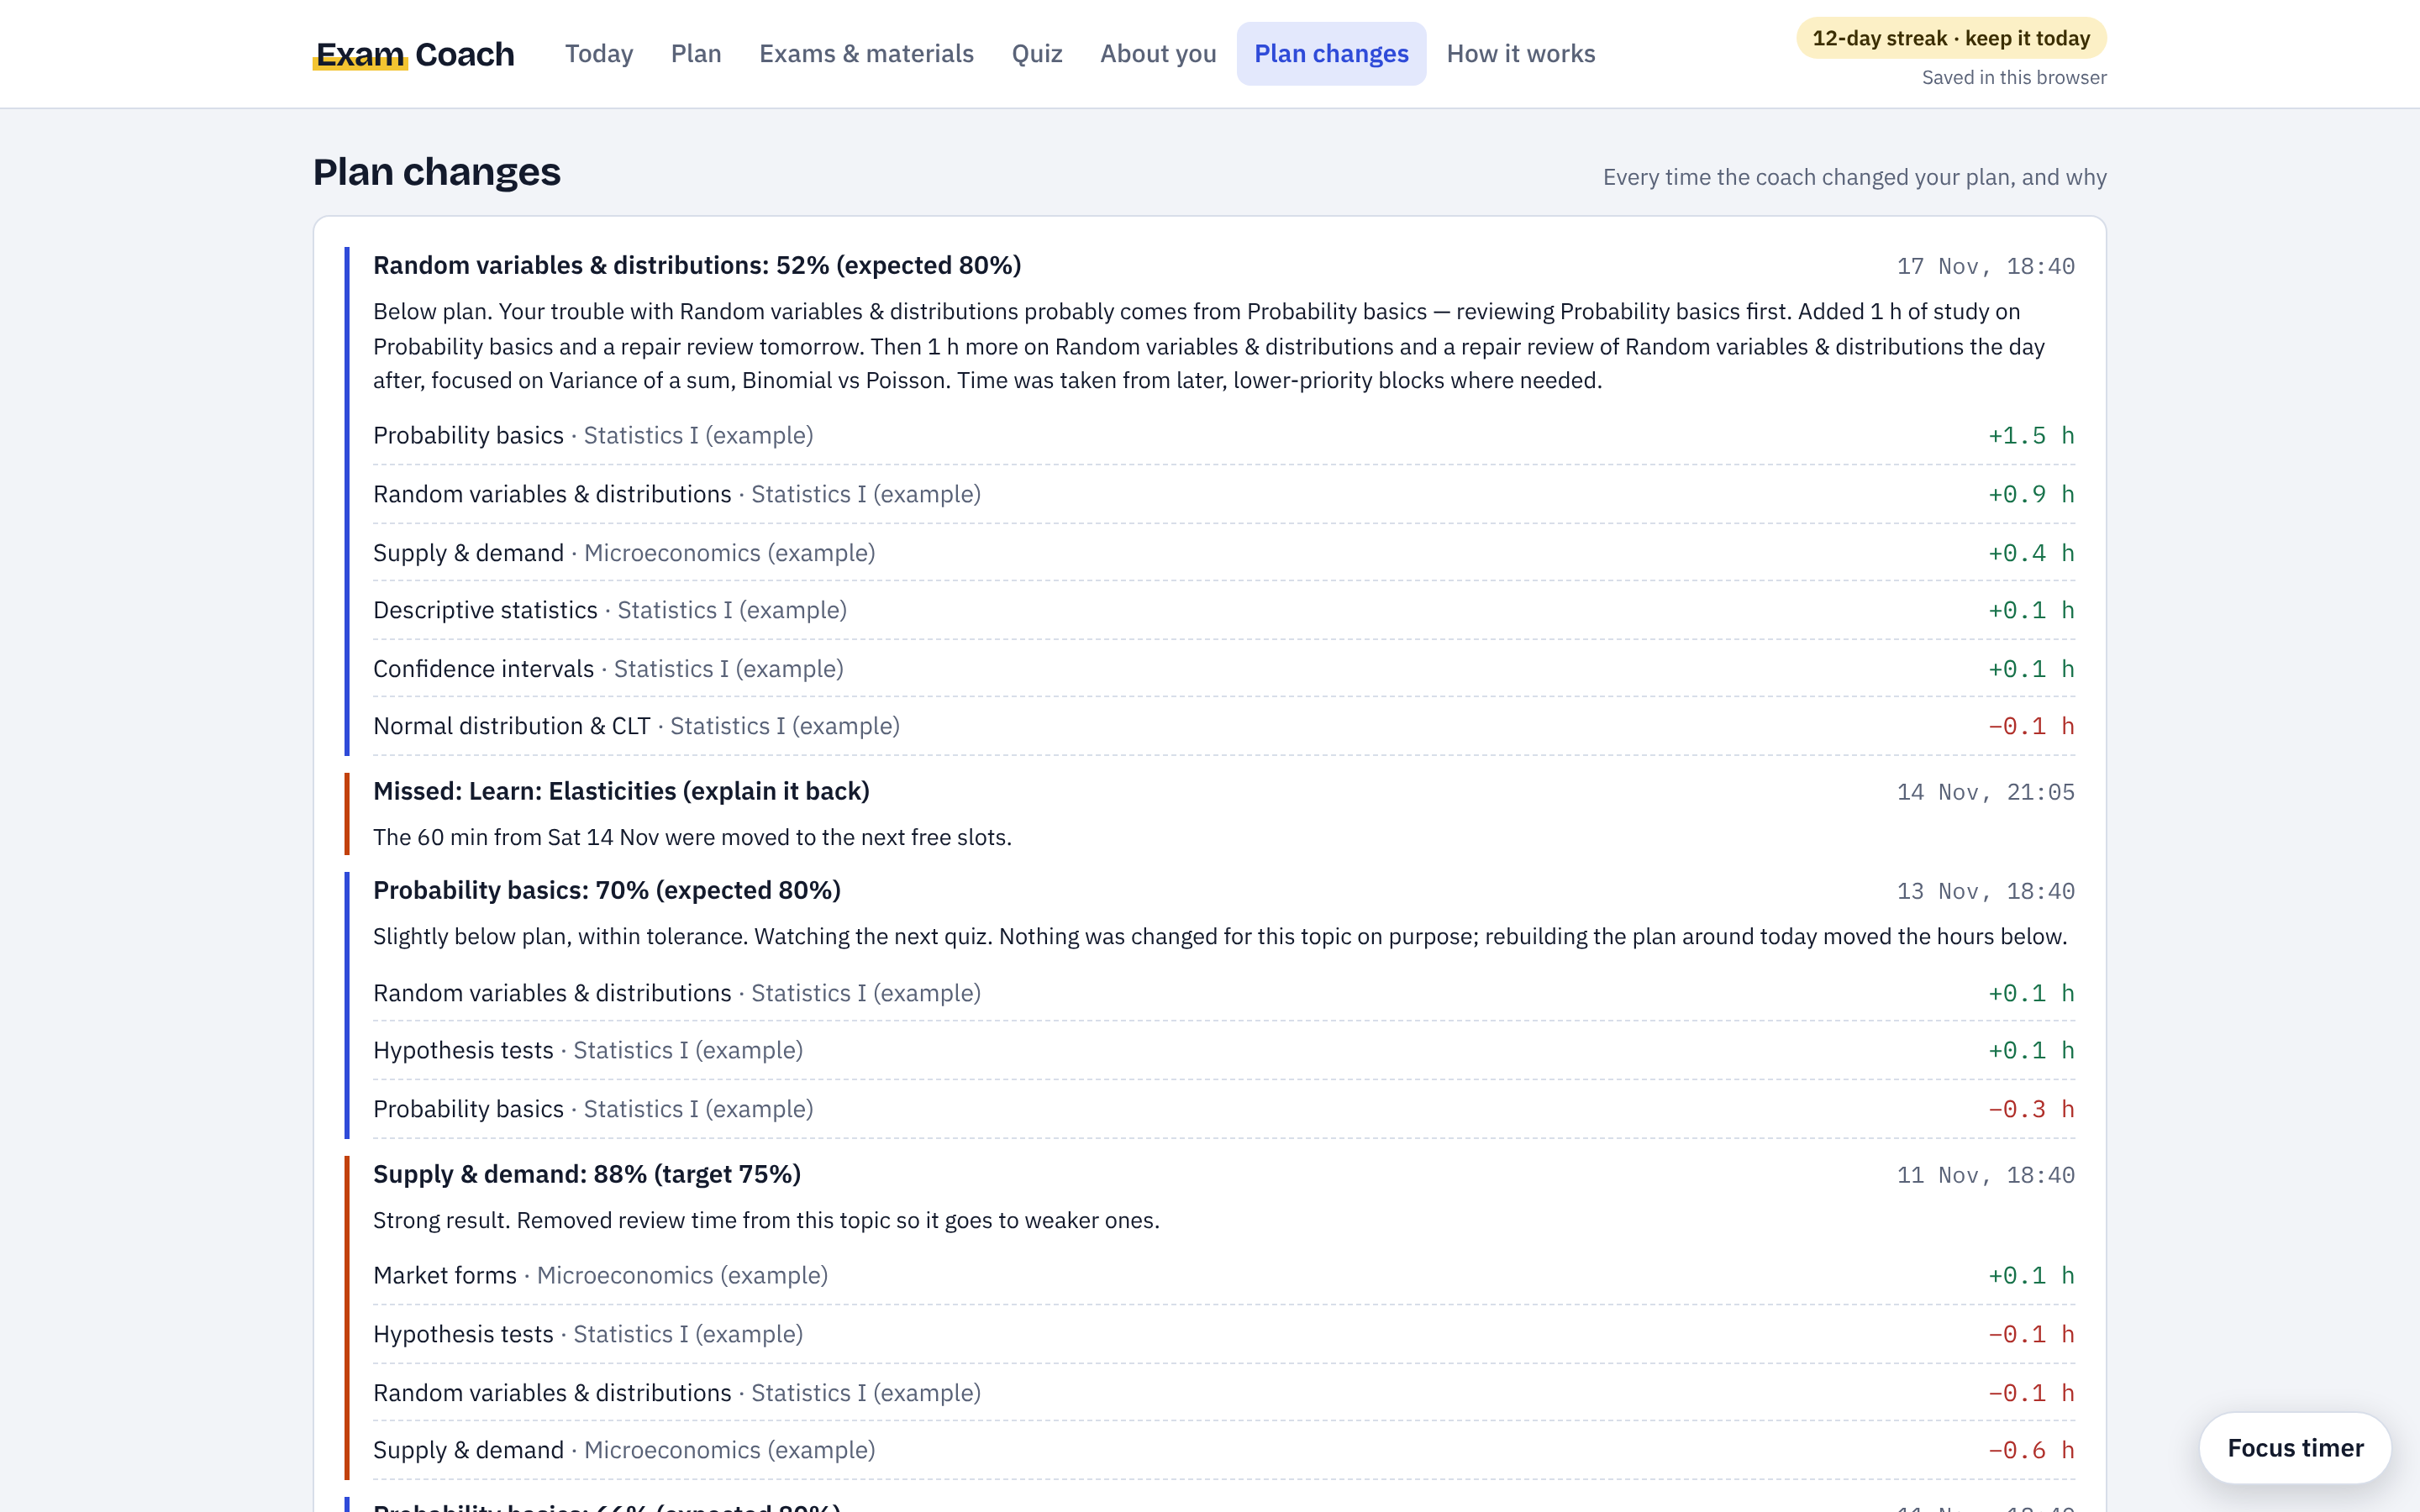 Exam Coach
Today
Plan
Exams & materials
Quiz
About you
Plan changes
How it works
12-day streak · keep it today
Saved in this browser
Plan changes
Every time the coach changed your plan, and why
Random variables & distributions: 52% (expected 80%)
17 Nov, 18:40
Below plan. Your trouble with Random variables & distributions probably comes from Probability basics — reviewing Probability basics first. Added 1 h of study on
Probability basics and a repair review tomorrow. Then 1 h more on Random variables & distributions and a repair review of Random variables & distributions the day
after, focused on Variance of a sum, Binomial vs Poisson. Time was taken from later, lower-priority blocks where needed.
Probability basics · Statistics I (example) +1.5 h
Random variables & distributions · Statistics I (example) +0.9 h
Supply & demand · Microeconomics (example) +0.4 h
Descriptive statistics · Statistics I (example) +0.1 h
Confidence intervals · Statistics I (example) +0.1 h
Normal distribution & CLT · Statistics I (example) −0.1 h
Missed: Learn: Elasticities (explain it back)
14 Nov, 21:05
The 60 min from Sat 14 Nov were moved to the next free slots.
Probability basics: 70% (expected 80%)
13 Nov, 18:40
Slightly below plan, within tolerance. Watching the next quiz. Nothing was changed for this topic on purpose; rebuilding the plan around today moved the hours below.
Random variables & distributions · Statistics I (example) +0.1 h
Hypothesis tests · Statistics I (example) +0.1 h
Probability basics · Statistics I (example) −0.3 h
Supply & demand: 88% (target 75%)
11 Nov, 18:40
Strong result. Removed review time from this topic so it goes to weaker ones.
Market forms · Microeconomics (example) +0.1 h
Hypothesis tests · Statistics I (example) −0.1 h
Random variables & distributions · Statistics I (example) −0.1 h
Supply & demand · Microeconomics (example) −0.6 h
Focus timer